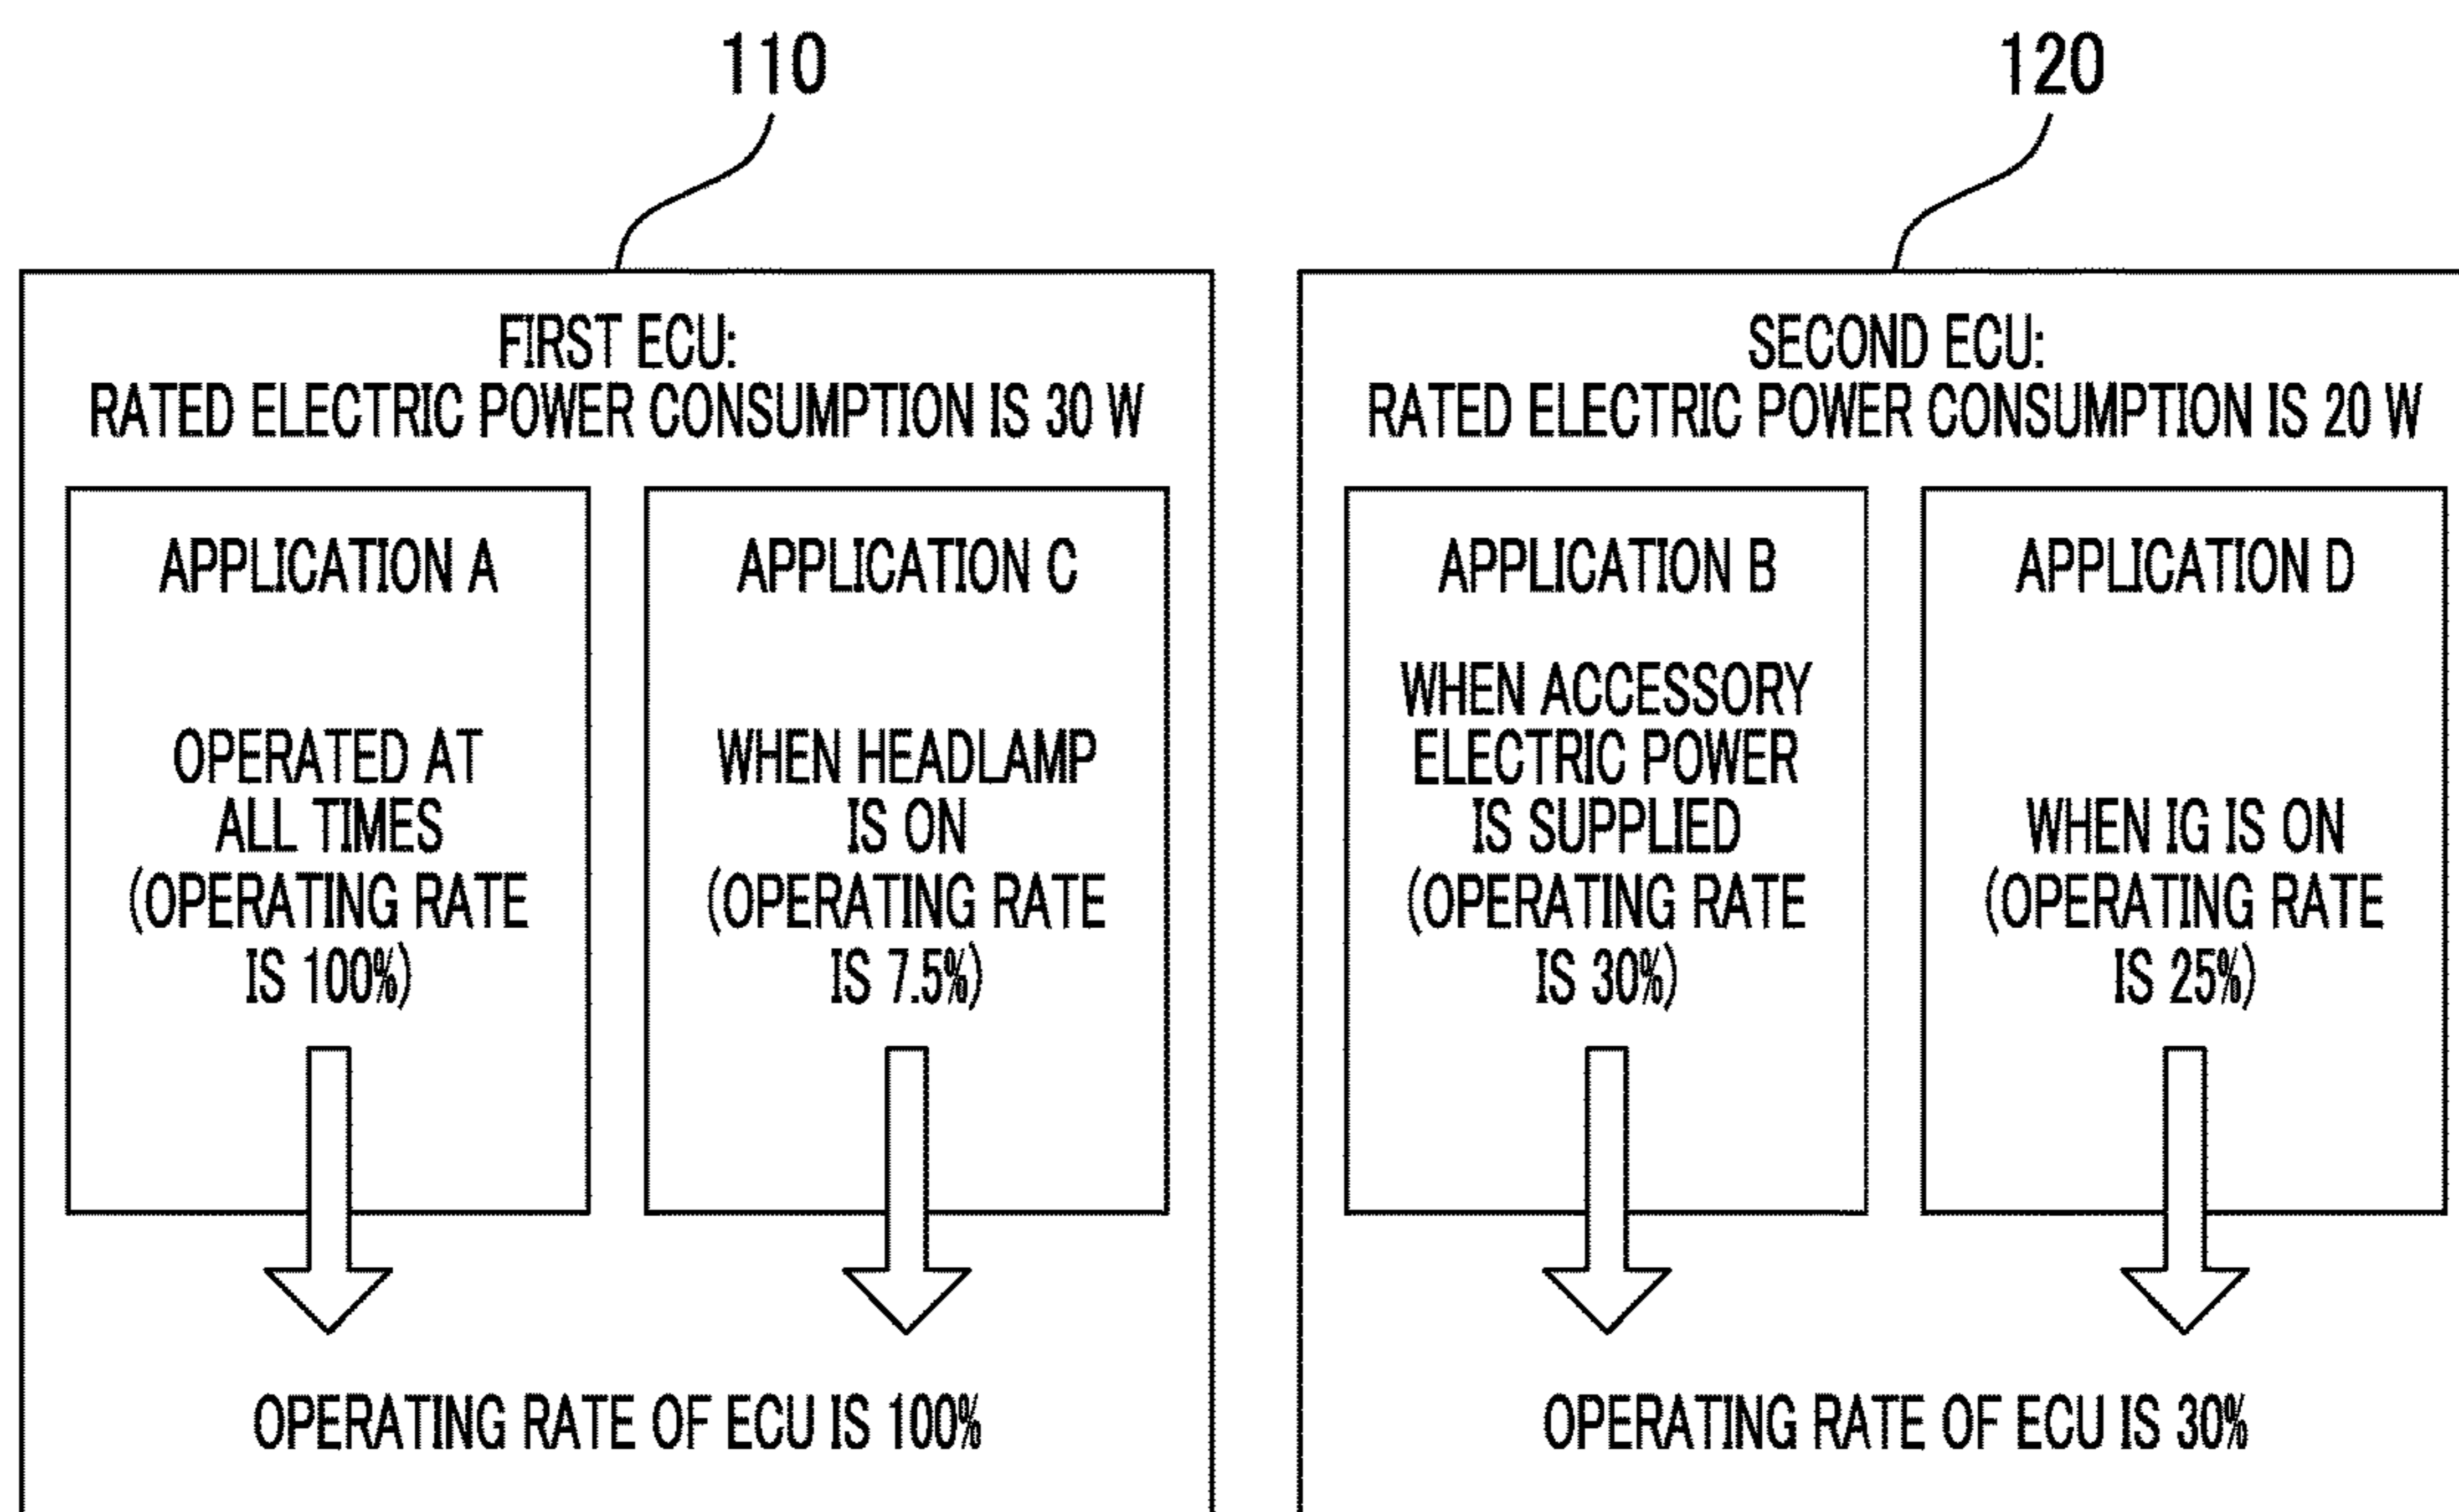 110
FIRST ECU:
RATED ELECTRIC POWER CONSUMPTION IS 30 W
APPLICATION A
OPERATED AT
ALL TIMES
(OPERATING RATE
IS 100%)
APPLICATION C
WHEN HEADLAMP
IS ON
(OPERATING RATE
IS 7.5%)
OPERATING RATE OF ECU IS 100%
120
SECOND ECU:
RATED ELECTRIC POWER CONSUMPTION IS 20 W
APPLICATION B
WHEN ACCESSORY
ELECTRIC POWER
IS SUPPLIED
(OPERATING RATE
IS 30%)
APPLICATION D
WHEN IG IS ON
(OPERATING RATE
IS 25%)
OPERATING RATE OF ECU IS 30%